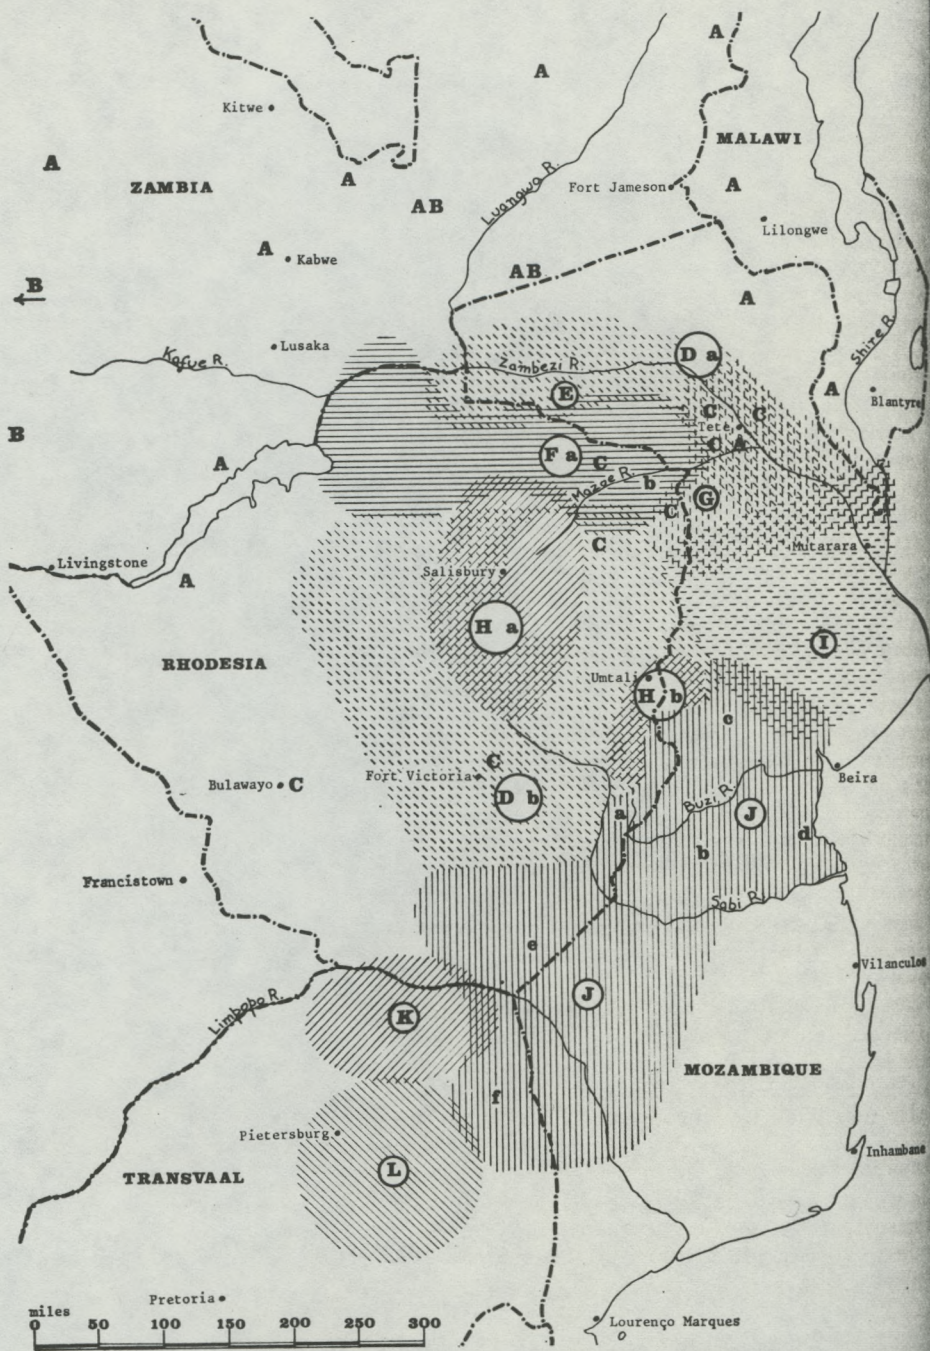 A
A
Kitwe
MALAWI
A
ZAMBIA
A
AB
Luangwa R.
Fort Jameson
A
A
Kabwe
Lilongwe
B
AB
A
Kafue R.
Lusaka
Zambezi R.
D a
Shire R.
E
A
Blantyre
C
C
B
Tete
A
C
F a
C
A
Mazoe R.
b
G
C
C
Mutarara
Livingstone
A
Salisbury
H a
I
RHODESIA
Umtali
H b
c
Fort Victoria
C
Bulawayo
C
D b
Beira
Buzi R.
a
J
b
d
Francistown
Sabi R.
e
Vilanculos
J
Limpopo R.
K
MOZAMBIQUE
f
Pietersburg
Inhambane
L
TRANSVAAL
Pretoria
miles
0 50 100 150 200 250 300
Lourenço Marques